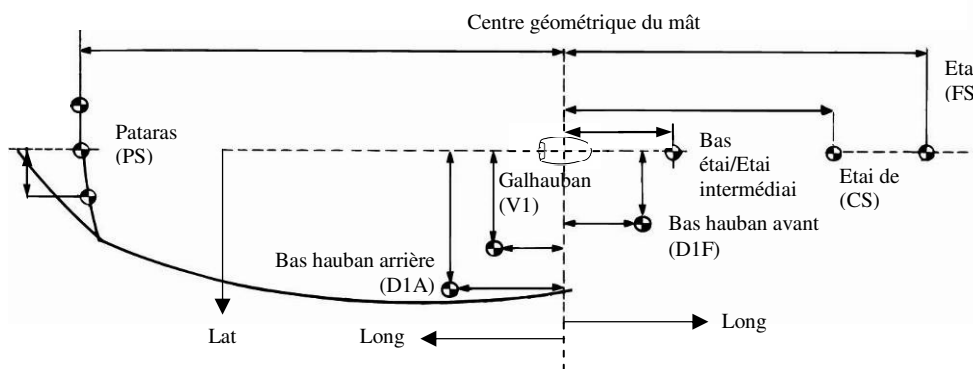 Centre géométrique du mât
Eta
(FS
Pataras
(PS)
Bas
étai/Etai
intermédiai
Galhauban
(V1)
Etai de
(CS)
Bas hauban avant
(D1F)
Bas hauban arrière
(D1A)
Lat
Long
Long